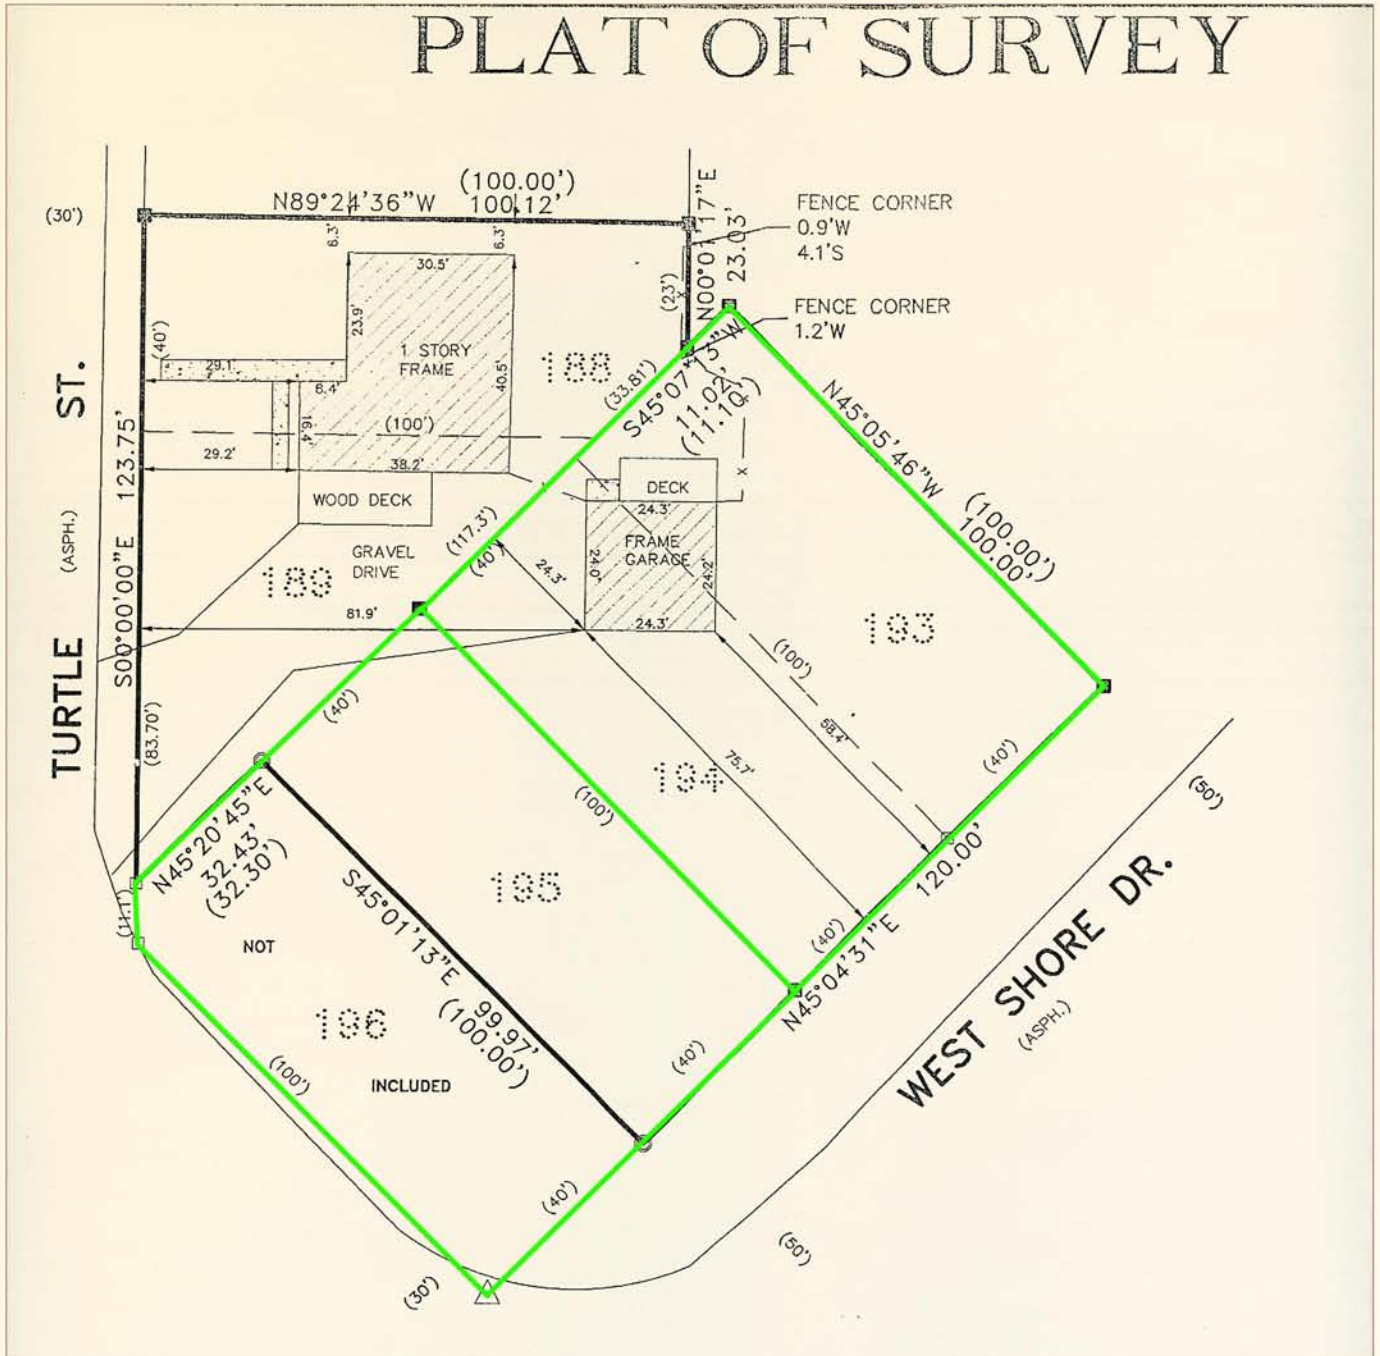 PLAT OF SURVEY
(100.00')
N89°24'36"W 100.12'
(30')
6.3'
6.3'
FENCE CORNER
0.9'W
4.1'S
23.03'
(23')
FENCE CORNER
1.2'W
30.5'
23.9'
(40')
1 STORY
FRAME
188
29.1'
40.5'
(33.81')
11.02'
(11.10')
N45°05'46"W
(100.00')
100.00'
ST.
(100')
16.4'
29.2'
38.2'
S00°00'00"E 123.75'
WOOD DECK
DECK
24.3'
(117.3')
(40')
FRAME
GARAGE
24.0'
24.2'
24.3'
(ASPH.)
GRAVEL
DRIVE
189
81.9'
24.3'
193
(100')
TURTLE
(40')
(83.70')
58.4'
75.7'
(40')
194
(100')
(50')
N45°20'45"E
32.43'
(32.30')
S45°01'13"E
99.97'
(100.00')
195
120.00'
N45°04'31"E
(40')
WEST SHORE DR.
(ASPH.)
(11.1')
NOT
196
INCLUDED
(100')
(40')
(40')
(50')
(30')